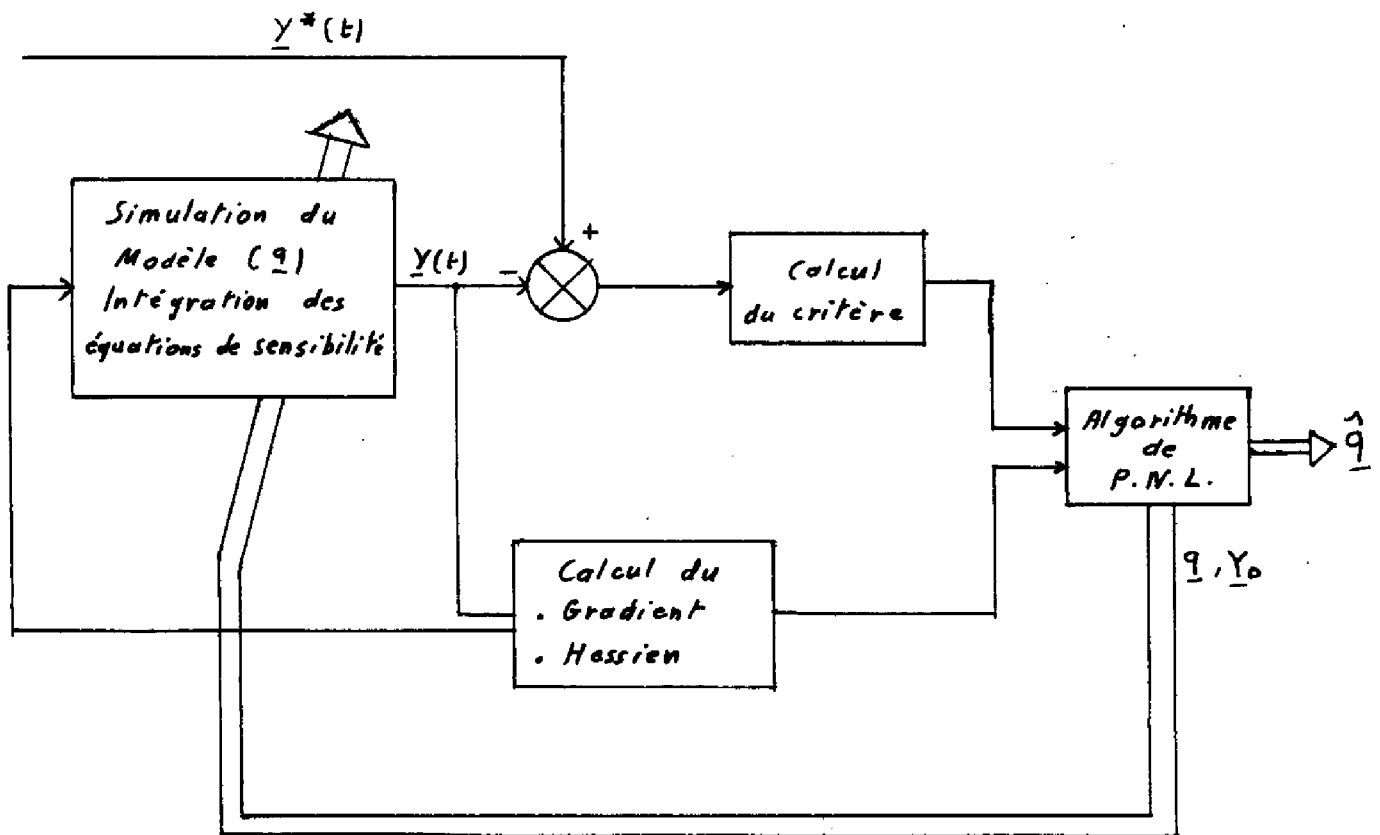 Y*(t)
Simulation du
Modèle (q)
Intégration des
équations de sensibilité
Y(t)
-
+
Calcul
du critère
Algorithme
de
P.N.L.
q̂
q, Y₀
Calcul du
. Gradient
. Hessien